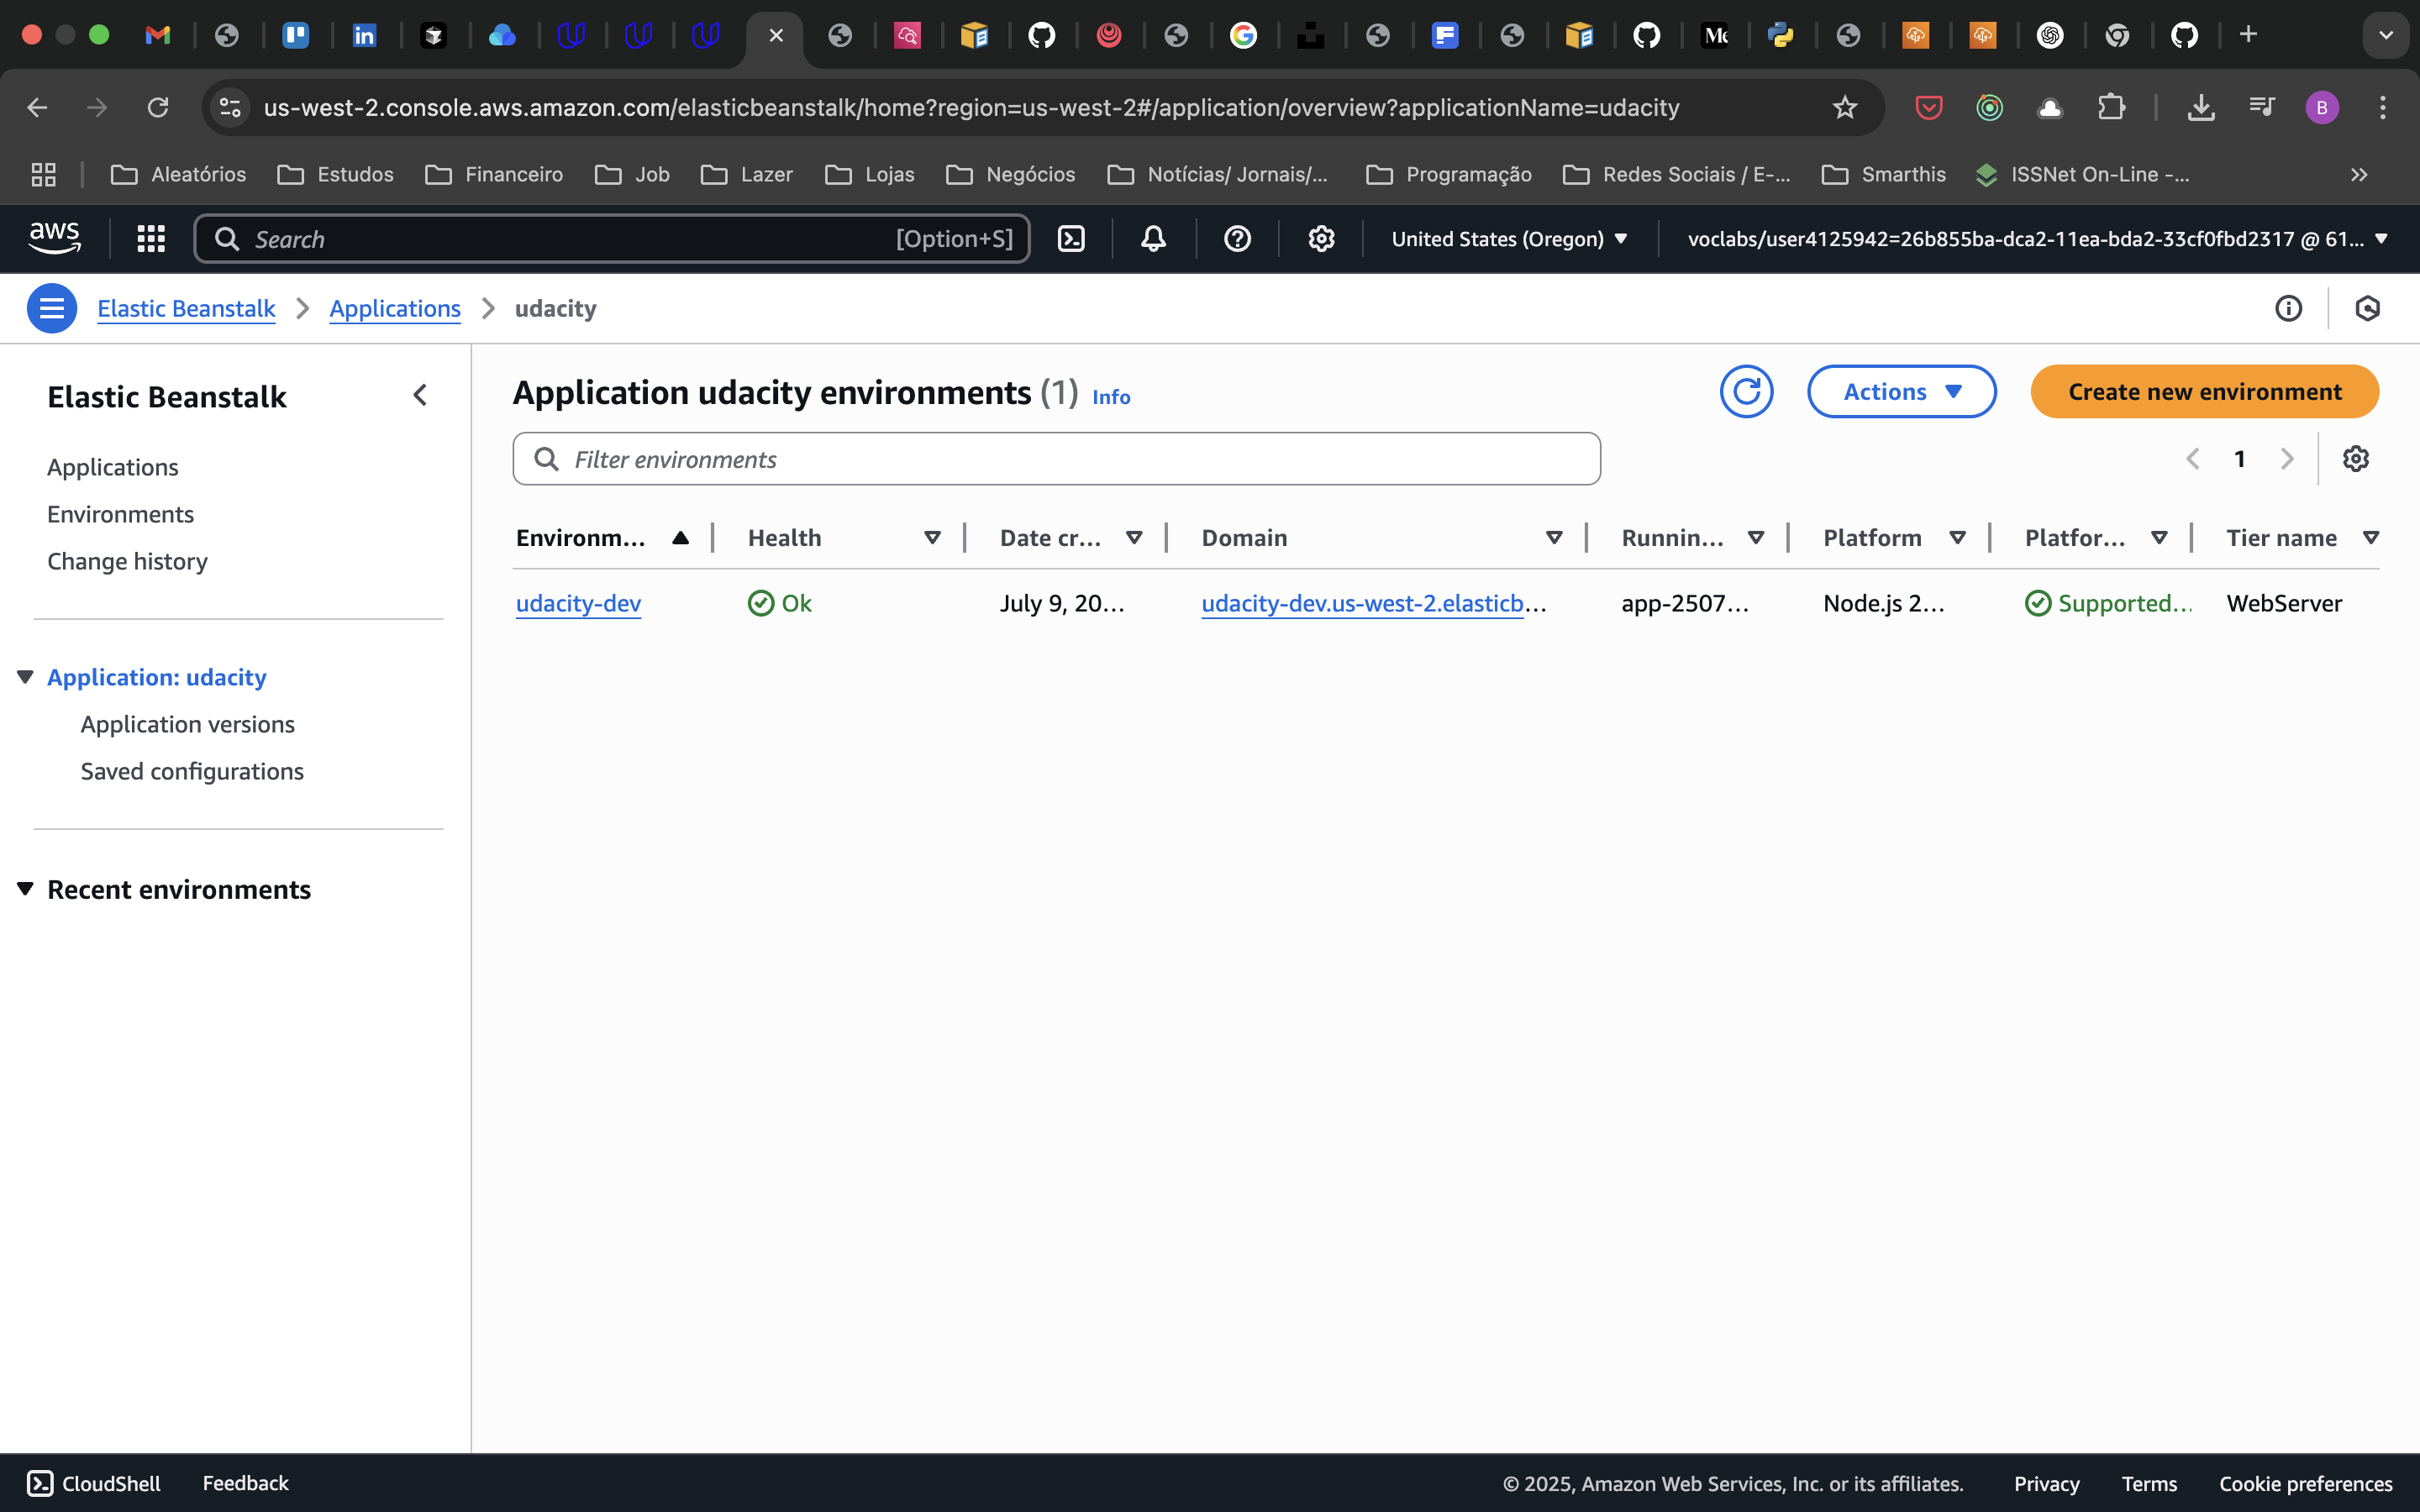 us-west-2.console.aws.amazon.com/elasticbeanstalk/home?region=us-west-2#/application/overview?applicationName=udacity
B
Aleatórios Estudos Financeiro Job Lazer Lojas Negócios Notícias/ Jornais/... Programação Redes Sociais / E-... Smarthis ISSNet On-Line -...
aws Search [Option+S] United States (Oregon) voclabs/user4125942=26b855ba-dca2-11ea-bda2-33cf0fbd2317 @ 61...
Elastic Beanstalk Applications udacity
Elastic Beanstalk
Applications
Environments
Change history
Application: udacity
Application versions
Saved configurations
Recent environments
Application udacity environments (1) Info
Actions
Create new environment
Filter environments
1
Environm... Health Date cr... Domain Runnin... Platform Platfor... Tier name
udacity-dev Ok July 9, 20... udacity-dev.us-west-2.elasticb... app-2507... Node.js 2... Supported... WebServer
CloudShell Feedback © 2025, Amazon Web Services, Inc. or its affiliates. Privacy Terms Cookie preferences